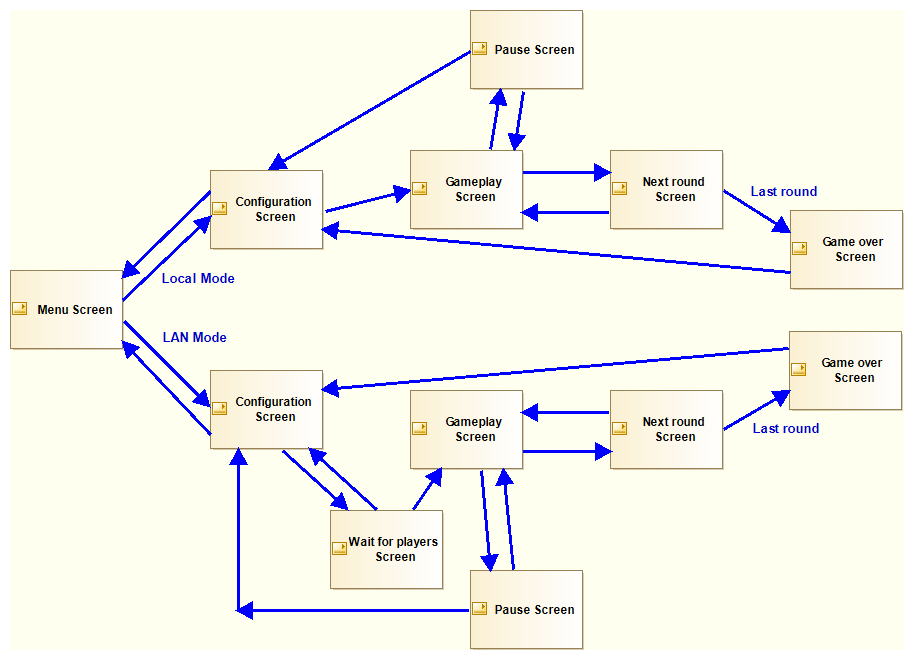 Pause Screen
Gameplay
Screen
Next round
Screen
Last round
Configuration
Screen
Game over
Screen
Local Mode
Menu Screen
LAN Mode
Game over
Screen
Configuration
Screen
Gameplay
Screen
Next round
Screen
Last round
Wait for players
Screen
Pause Screen